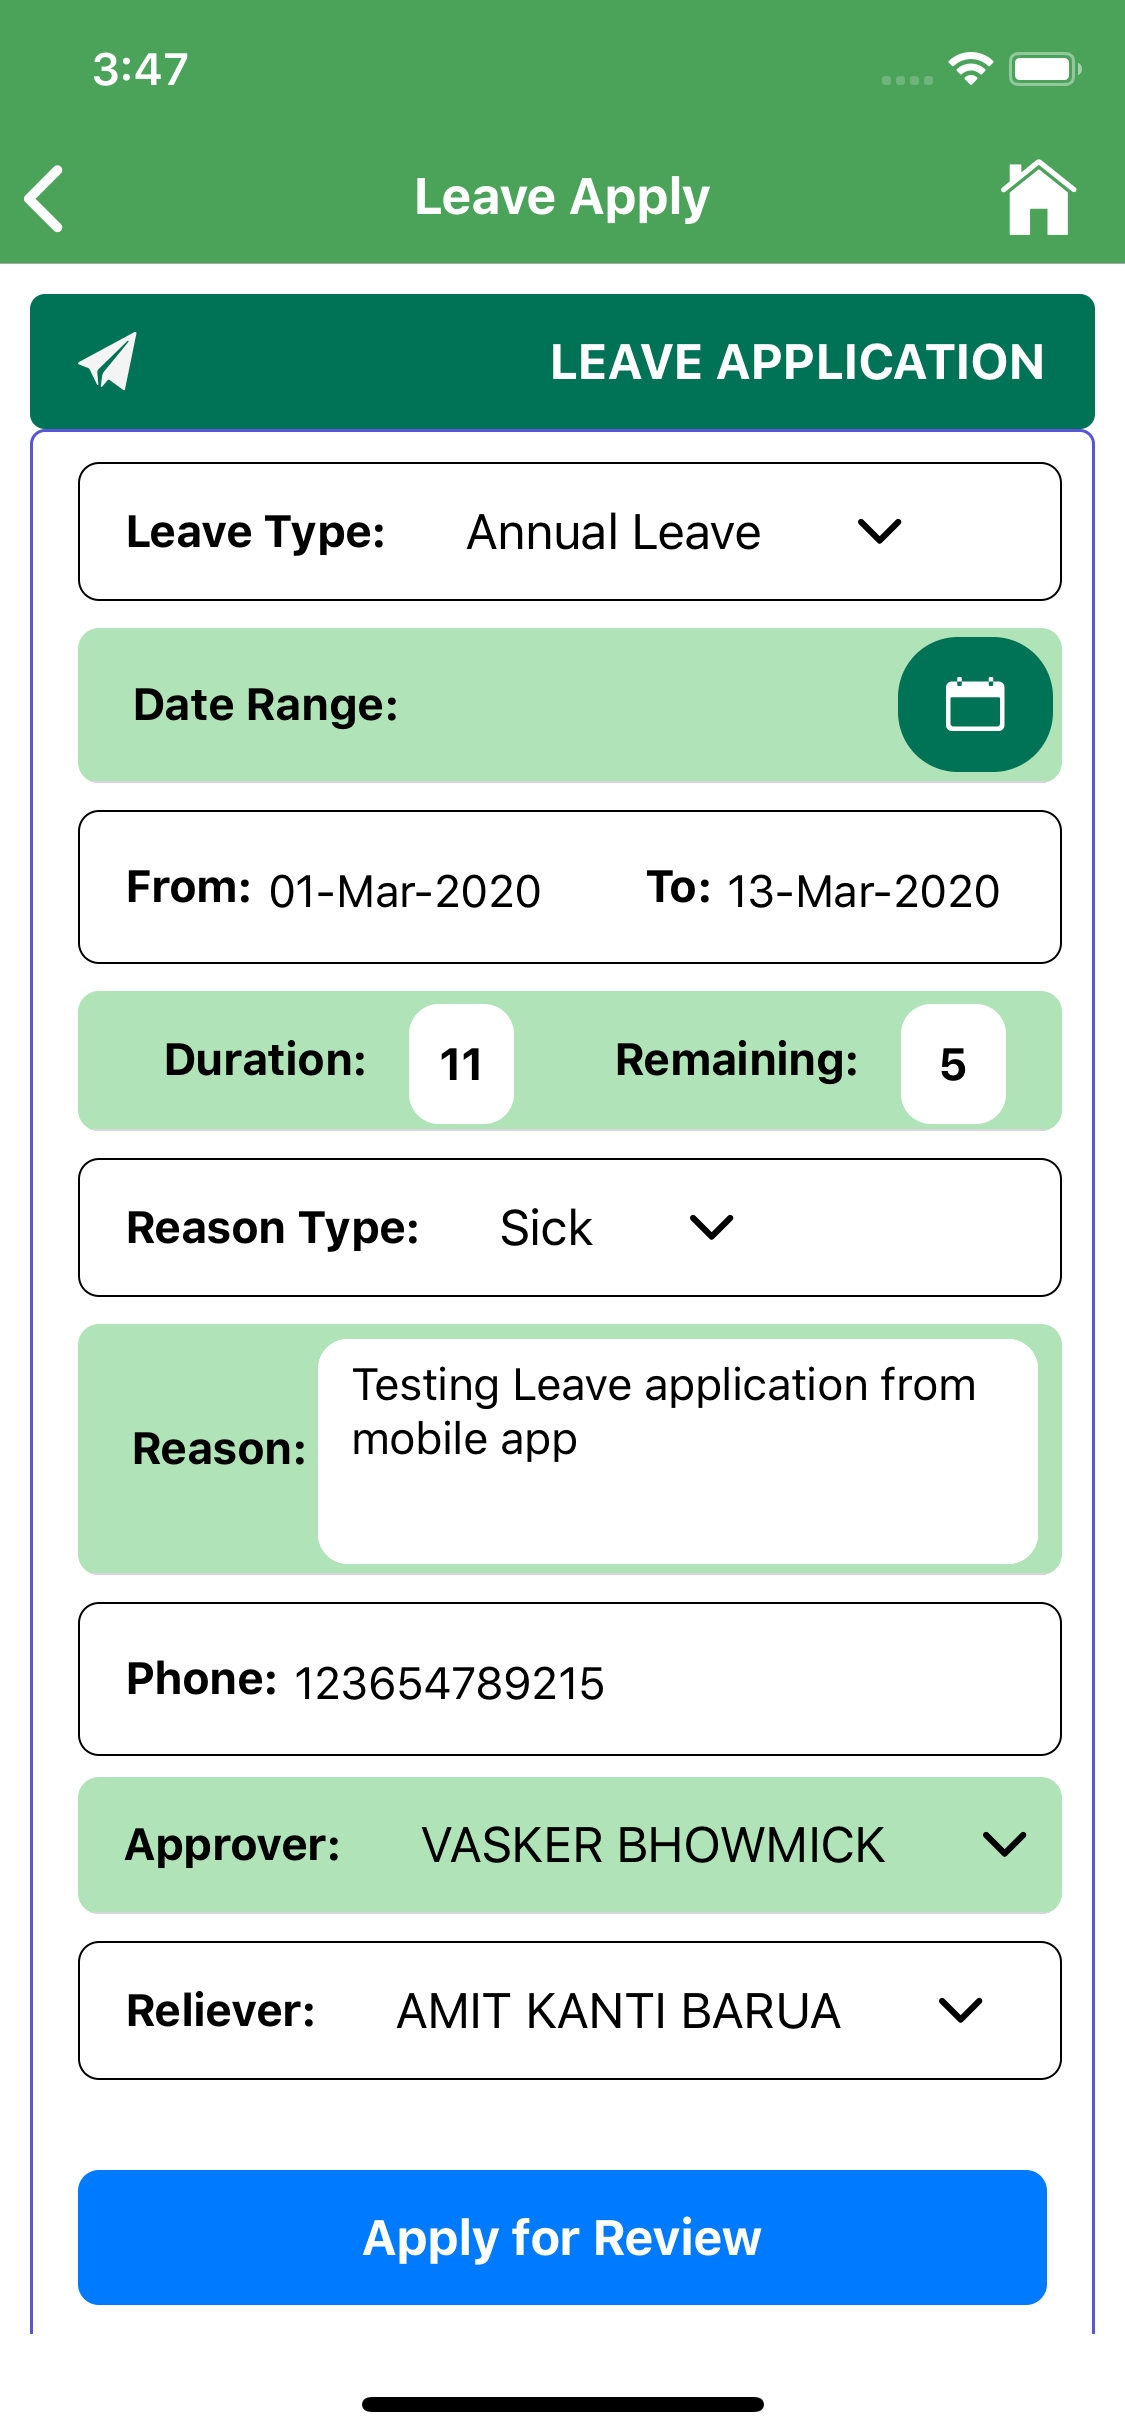 3:47
Leave Apply
LEAVE APPLICATION
Leave Type: Annual Leave
Date Range:
From: 01-Mar-2020 To: 13-Mar-2020
Duration: 11 Remaining: 5
Reason Type: Sick
Reason: Testing Leave application from
mobile app
Phone: 123654789215
Approver: VASKER BHOWMICK
Reliever: AMIT KANTI BARUA
Apply for Review